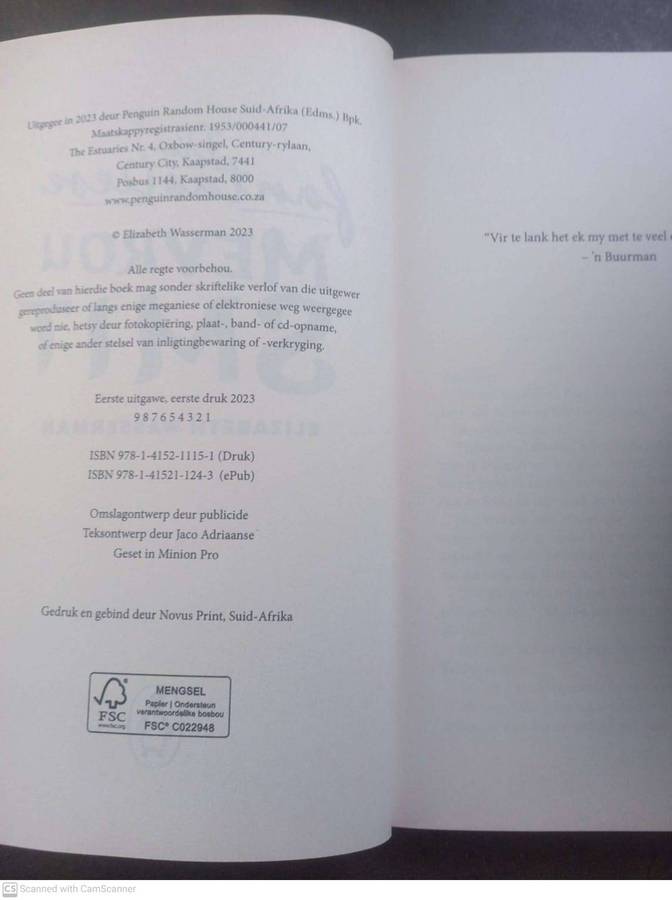 Uitgegee in 2023 deur Penguin Random House Suid-Afrika (Edms.) Bpk.
Maatskappyregistrasienr. 1953/000441/07
The Estuaries Nr. 4, Oxbow-singel, Century-rylaan,
Century City, Kaapstad, 7441
Posbus 1144, Kaapstad, 8000
www.penguinrandomhouse.co.za
© Elizabeth Wasserman 2023
Alle regte voorbehou.
Geen deel van hierdie boek mag sonder skriftelike verlof van die uitgewer
gereproduseer of langs enige meganiese of elektroniese weg weergegee
word nie, hetsy deur fotokopiëring, plaat-, band- of cd-opname,
of enige ander stelsel van inligtingbewaring of -verkryging.
Eerste uitgawe, eerste druk 2023
9 8 7 6 5 4 3 2 1
ISBN 978-1-4152-1115-1 (Druk)
ISBN 978-1-41521-124-3 (ePub)
Omslagontwerp deur publicide
Teksontwerp deur Jaco Adriaanse
Geset in Minion Pro
Gedruk en gebind deur Novus Print, Suid-Afrika
FSC
www.fsc.org
MENGSEL
Papier | Ondersteun
verantwoordelike bosbou
FSC® C022948
"Vir te lank het ek my met te veel
– 'n Buurman
CS Scanned with CamScanner